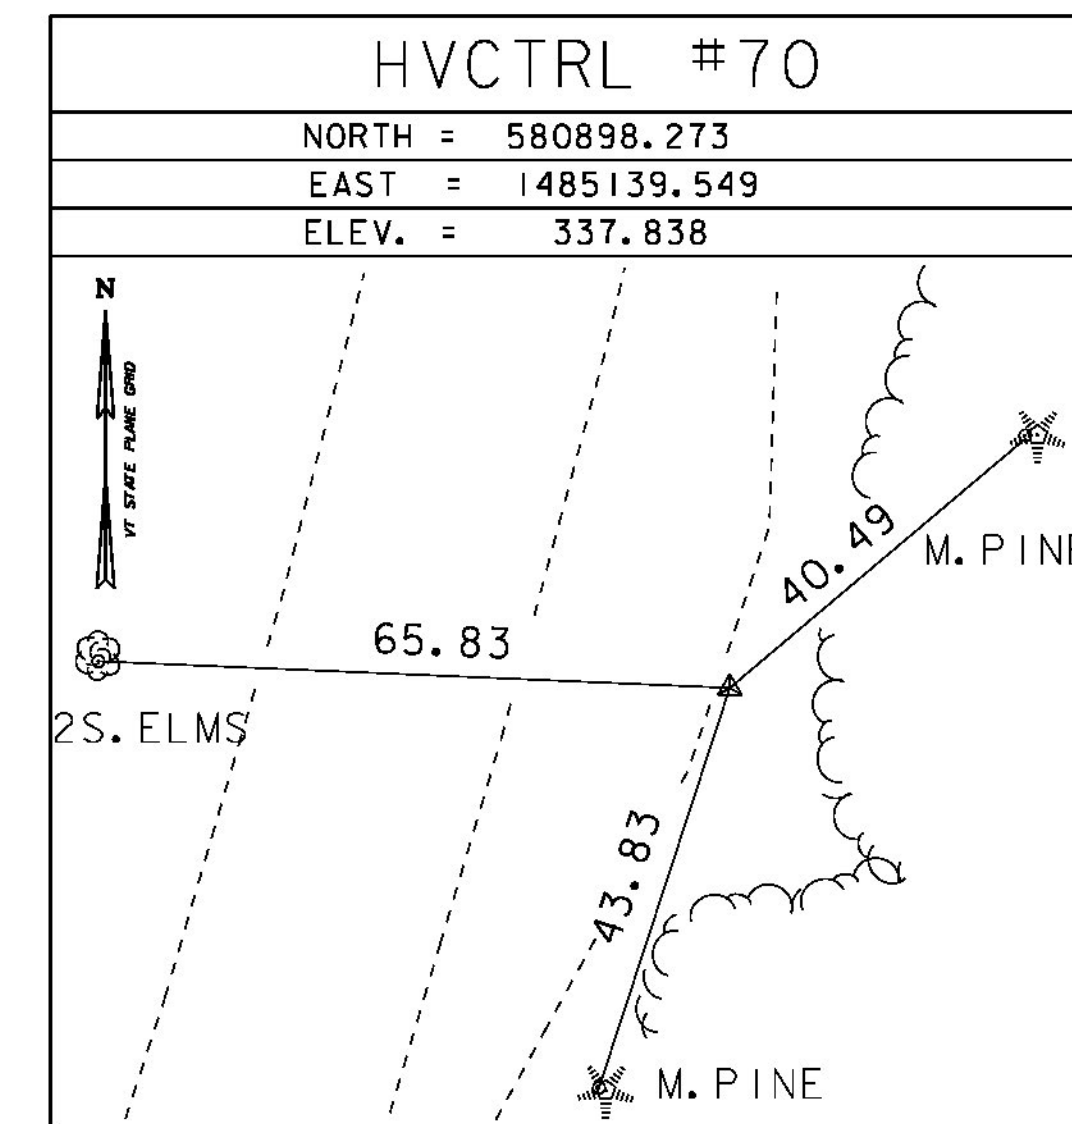 HVCTRL #70
NORTH = 580898.273
EAST = 1485139.549
ELEV. = 337.838
N
VT STATE PLANE GRID
40.49
M. PINE
65.83
2S. ELMS
43.83
M. PINE